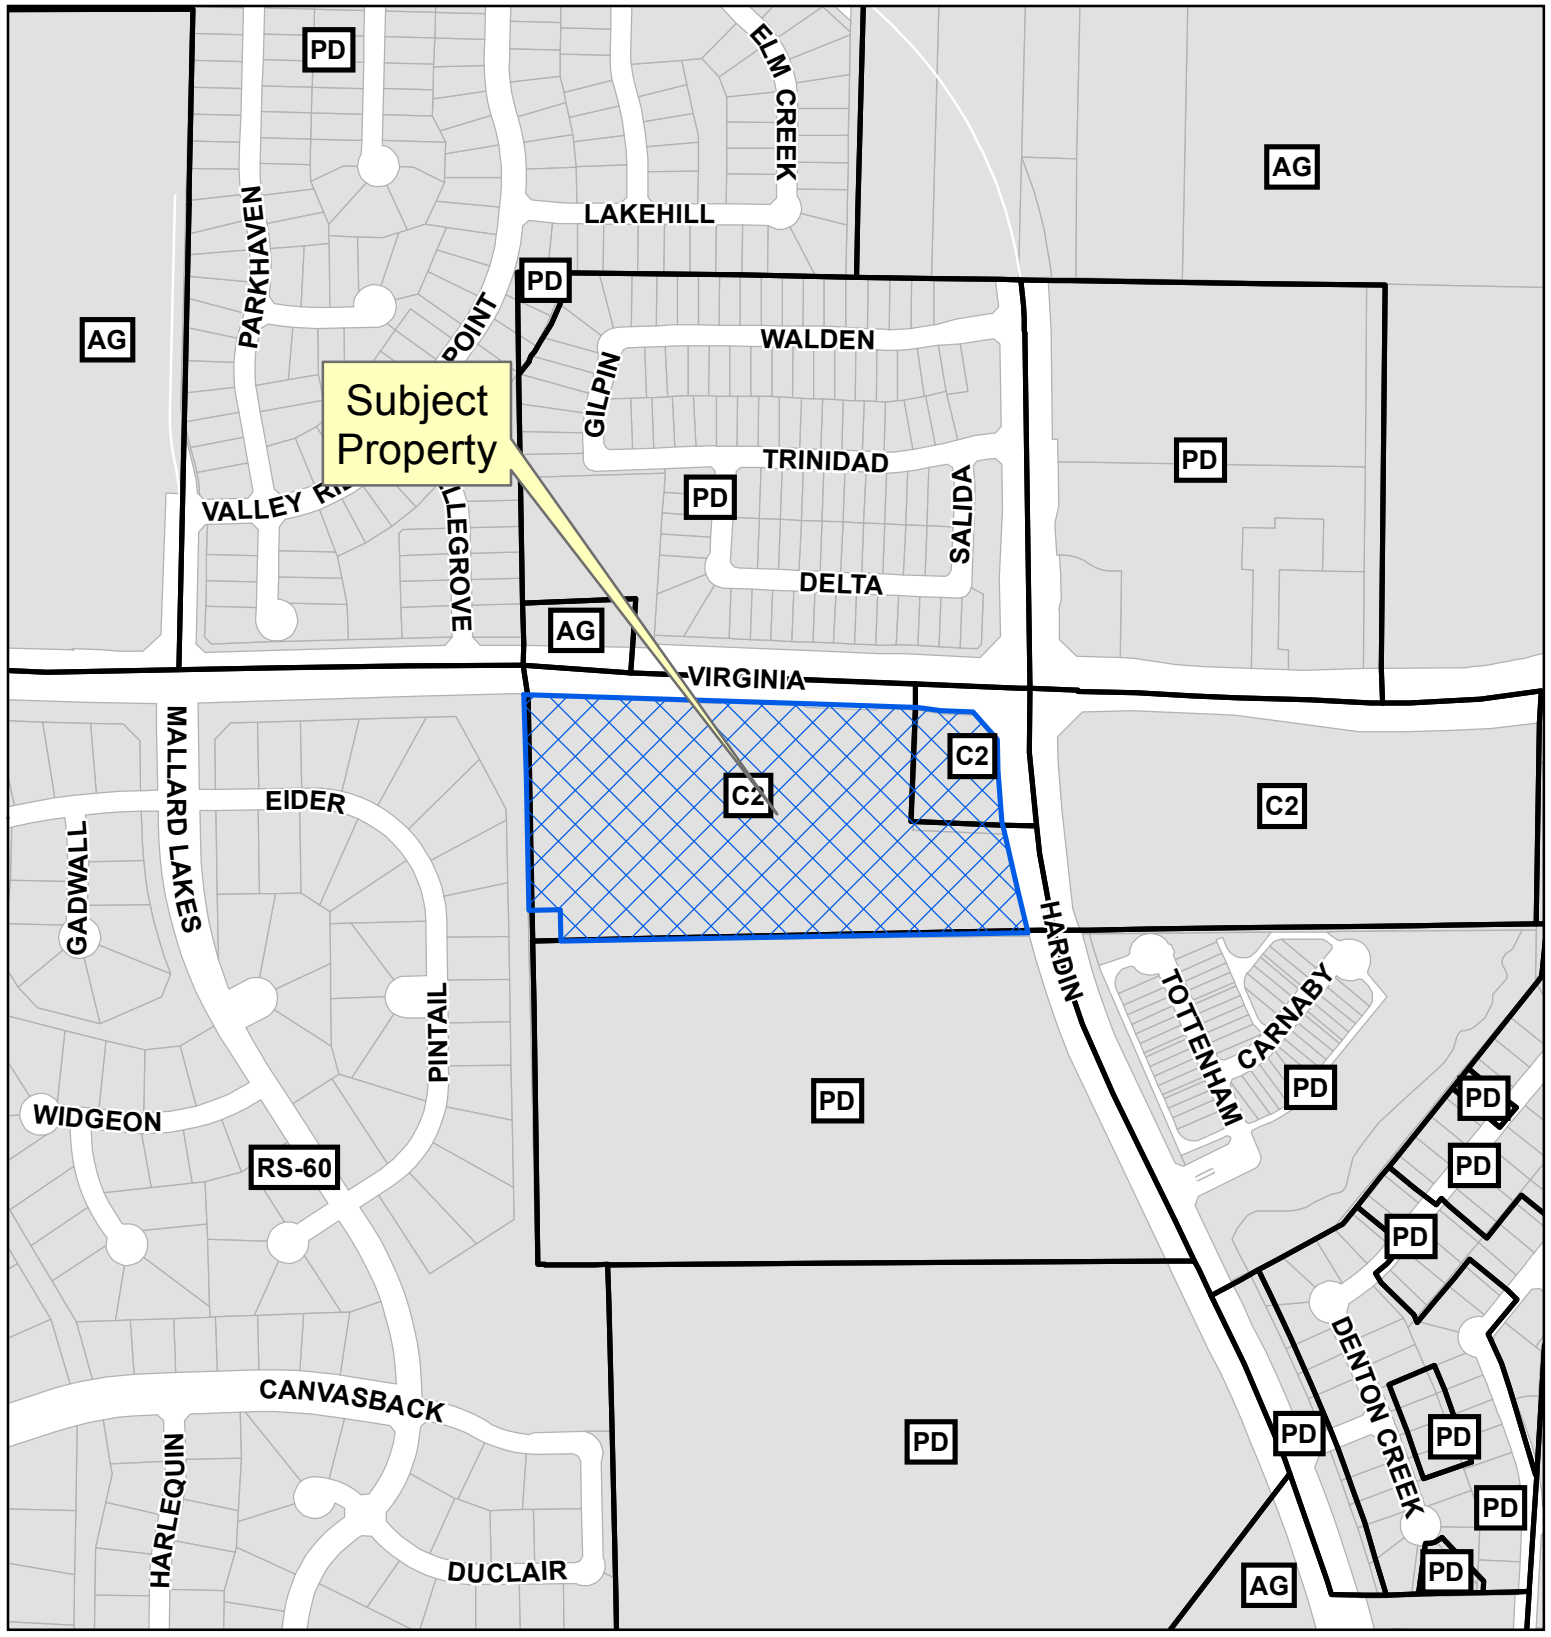 PD
ELM CREEK
AG
PARKHAVEN
LAKEHILL
PD
POINT
AG
WALDEN
GILPIN
Subject
Property
TRINIDAD
PD
PD
SALIDA
VALLEY
LLEGROVE
DELTA
AG
VIRGINIA
MALLARD LAKES
C2
C2
C2
EIDER
GADWALL
HARDIN
TOTTENHAM
CARNABY
PINTAIL
PD
PD
PD
WIDGEON
RS-60
PD
PD
DENTON CREEK
CANVASBACK
PD
PD
PD
HARLEQUIN
PD
DUCLAIR
AG
PD